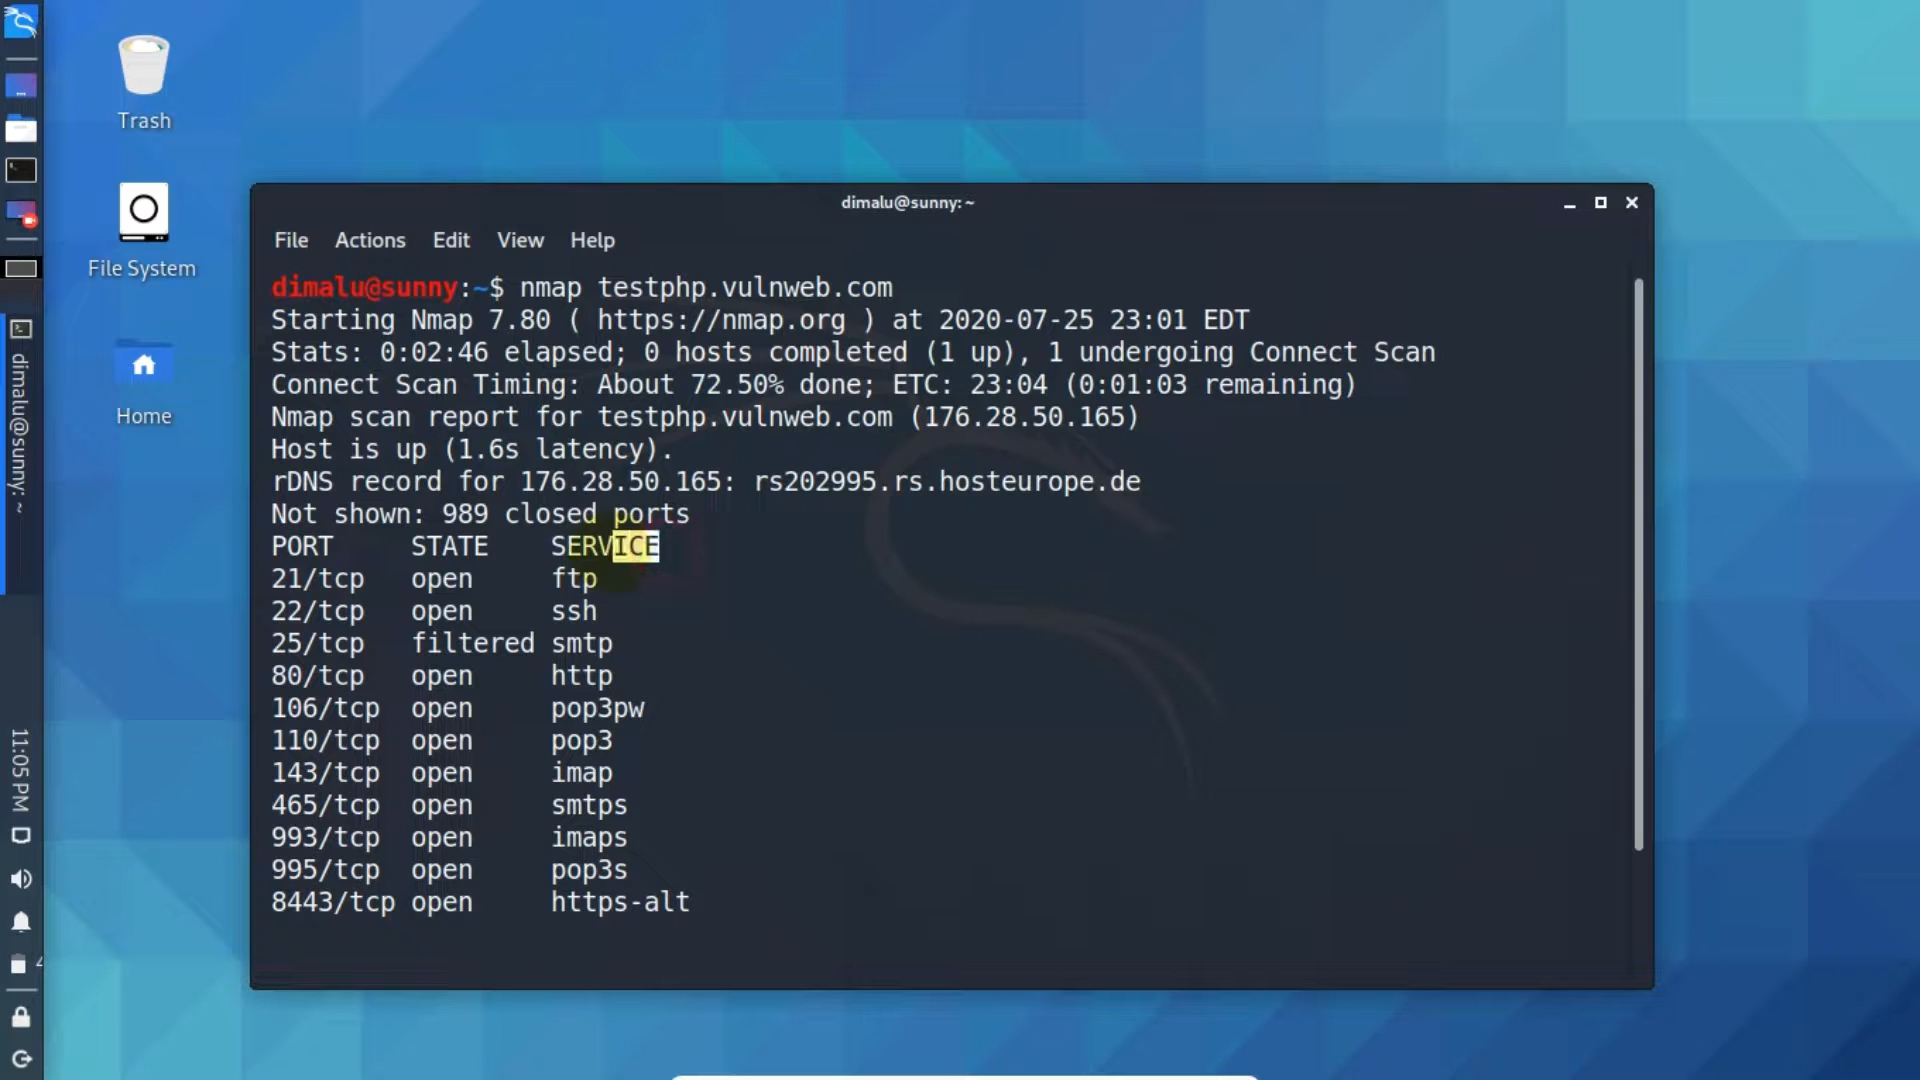 Trash
File System
Home
dimalu@sunny: ~
11:05 PM
4
dimalu@sunny: ~
File Actions Edit View Help
dimalu@sunny:~$ nmap testphp.vulnweb.com
Starting Nmap 7.80 ( https://nmap.org ) at 2020-07-25 23:01 EDT
Stats: 0:02:46 elapsed; 0 hosts completed (1 up), 1 undergoing Connect Scan
Connect Scan Timing: About 72.50% done; ETC: 23:04 (0:01:03 remaining)
Nmap scan report for testphp.vulnweb.com (176.28.50.165)
Host is up (1.6s latency).
rDNS record for 176.28.50.165: rs202995.rs.hosteurope.de
Not shown: 989 closed ports
PORT STATE SERVICE
21/tcp open ftp
22/tcp open ssh
25/tcp filtered smtp
80/tcp open http
106/tcp open pop3pw
110/tcp open pop3
143/tcp open imap
465/tcp open smtps
993/tcp open imaps
995/tcp open pop3s
8443/tcp open https-alt